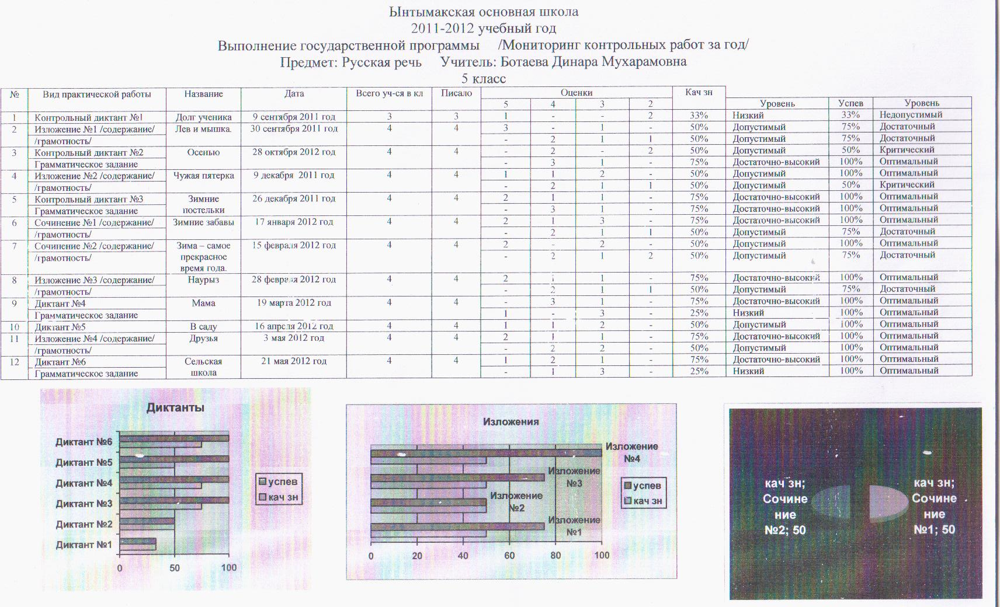 Ынтымакская основная школа
2011-2012 учебный год
Выполнение государственной программы /Мониторинг контрольных работ за год/
Предмет: Русская речь Учитель: Ботаева Динара Мухарамовна
5 класс
№ Вид практической работы Название Дата Всего уч-ся в кл Писало Оценки Кач зн
5 4 3 2 Уровень Успев Уровень
1 Контрольный диктант №1 Долг ученика 9 сентября 2011 год 3 3 1 - - 2 33% Низкий 33% Недопустимый
2 Изложение №1 /содержание/ Лев и мышка. 30 сентября 2011 год 4 4 3 - 1 - 50% Допустимый 75% Достаточный
/грамотность/ - 2 1 1 50% Допустимый 75% Достаточный
3 Контрольный диктант №2 Осенью 28 октября 2012 год 4 4 - 2 - 2 50% Допустимый 50% Критический
Грамматическое задание - 3 1 - 75% Достаточно-высокий 100% Оптимальный
4 Изложение №2 /содержание/ Чужая пятерка 9 декабря 2011 год 4 4 1 1 2 - 50% Допустимый 100% Оптимальный
/грамотность/ - 2 1 1 50% Допустимый 50% Критический
5 Контрольный диктант №3 Зимние 26 декабря 2011 год 4 4 2 1 1 - 75% Достаточно-высокий 100% Оптимальный
Грамматическое задание постельки - 3 1 - 75% Достаточно-высокий 100% Оптимальный
6 Сочинение №1 /содержание/ Зимние забавы 17 января 2012 год 4 4 2 1 3 - 75% Достаточно-высокий 100% Оптимальный
/грамотность/ - 2 1 1 50% Допустимый 75% Достаточный
7 Сочинение №2 /содержание/ Зима – самое 15 февраля 2012 год 4 4 2 - 2 - 50% Допустимый 100% Оптимальный
/грамотность/ прекрасное - 2 1 2 50% Допустимый 75% Достаточный
время года.
8 Изложение №3 /содержание/ Наурыз 28 февраля 2012 год 4 4 2 1 1 - 75% Достаточно-высокий 100% Оптимальный
/грамотность/ - 2 1 1 50% Допустимый 75% Достаточный
9 Диктант №4 Мама 19 марта 2012 год 4 4 - 3 1 - 75% Достаточно-высокий 100% Оптимальный
Грамматическое задание 1 - 3 - 25% Низкий 100% Оптимальный
10 Диктант №5 В саду 16 апреля 2012 год 4 4 1 1 2 - 50% Допустимый 100% Оптимальный
11 Изложение №4 /содержание/ Друзья 3 мая 2012 год 4 4 2 1 1 - 75% Достаточно-высокий 100% Оптимальный
/грамотность/ - 2 2 - 50% Допустимый 100% Оптимальный
12 Диктант №6 Сельская 21 мая 2012 год 4 4 1 2 1 - 75% Достаточно-высокий 100% Оптимальный
Грамматическое задание школа - 1 3 - 25% Низкий 100% Оптимальный
Диктанты
Диктант №6
Диктант №5
Диктант №4
Диктант №3
Диктант №2
Диктант №1
0 50 100
успев
кач зн
Изложения
Изложение
№4
Изложение
№3
Изложение
№2
Изложение
№1
0 20 40 60 80 100
успев
кач зн
кач зн;
Сочине
ние
№2; 50
кач зн;
Сочине
ние
№1; 50